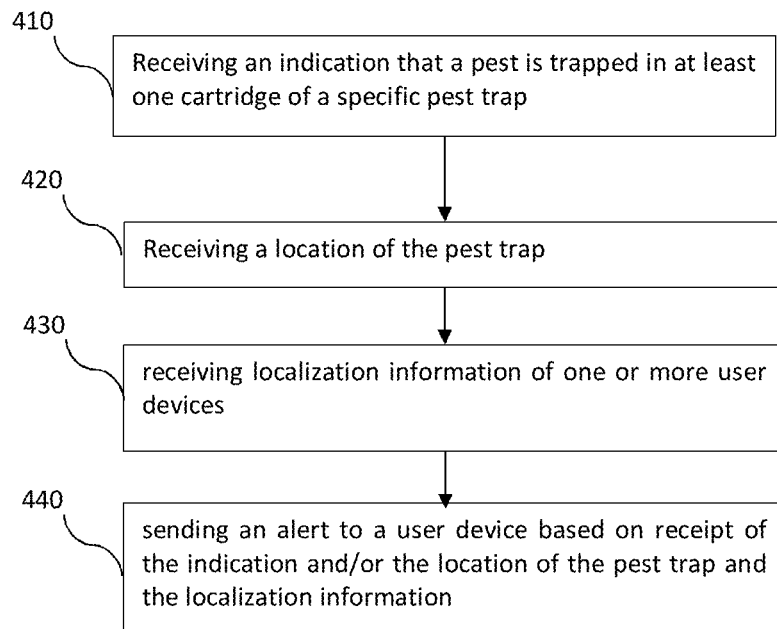 410
Receiving an indication that a pest is trapped in at least
one cartridge of a specific pest trap
420
Receiving a location of the pest trap
430
receiving localization information of one or more user
devices
440
sending an alert to a user device based on receipt of
the indication and/or the location of the pest trap and
the localization information